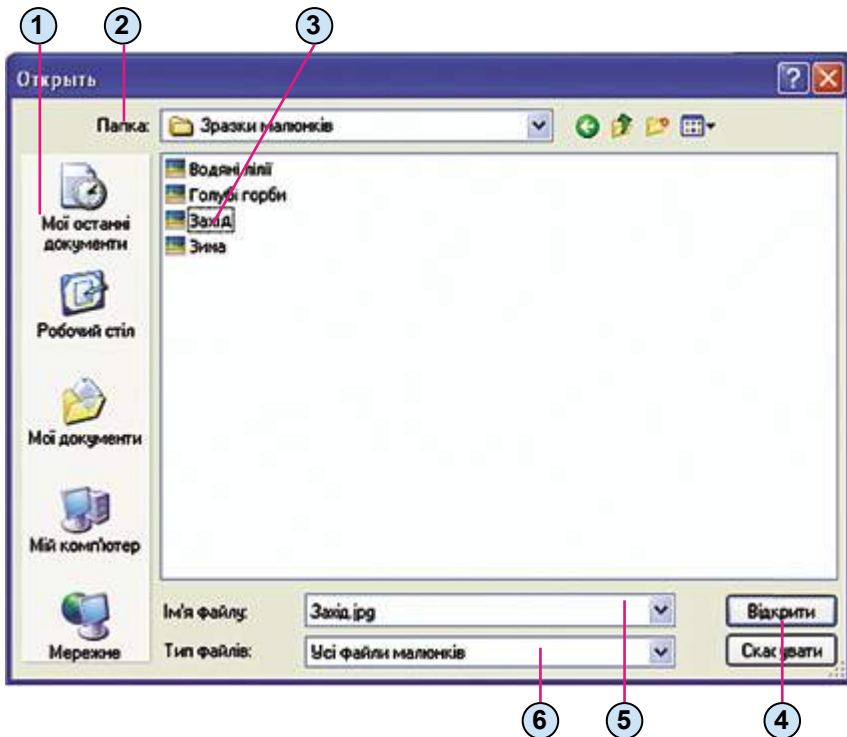 1 2 3
Открыть
Папка: Зразки малюнків
Водяні лілії
Голубі горби
Захід
Зима
Мої останні
документи
Робочий стіл
Мої документи
Мій комп'ютер
Мережне
Ім'я файлу: Захід.jpg Відкрити
Тип файлів: Усі файли малюнків Скасувати
6 5 4